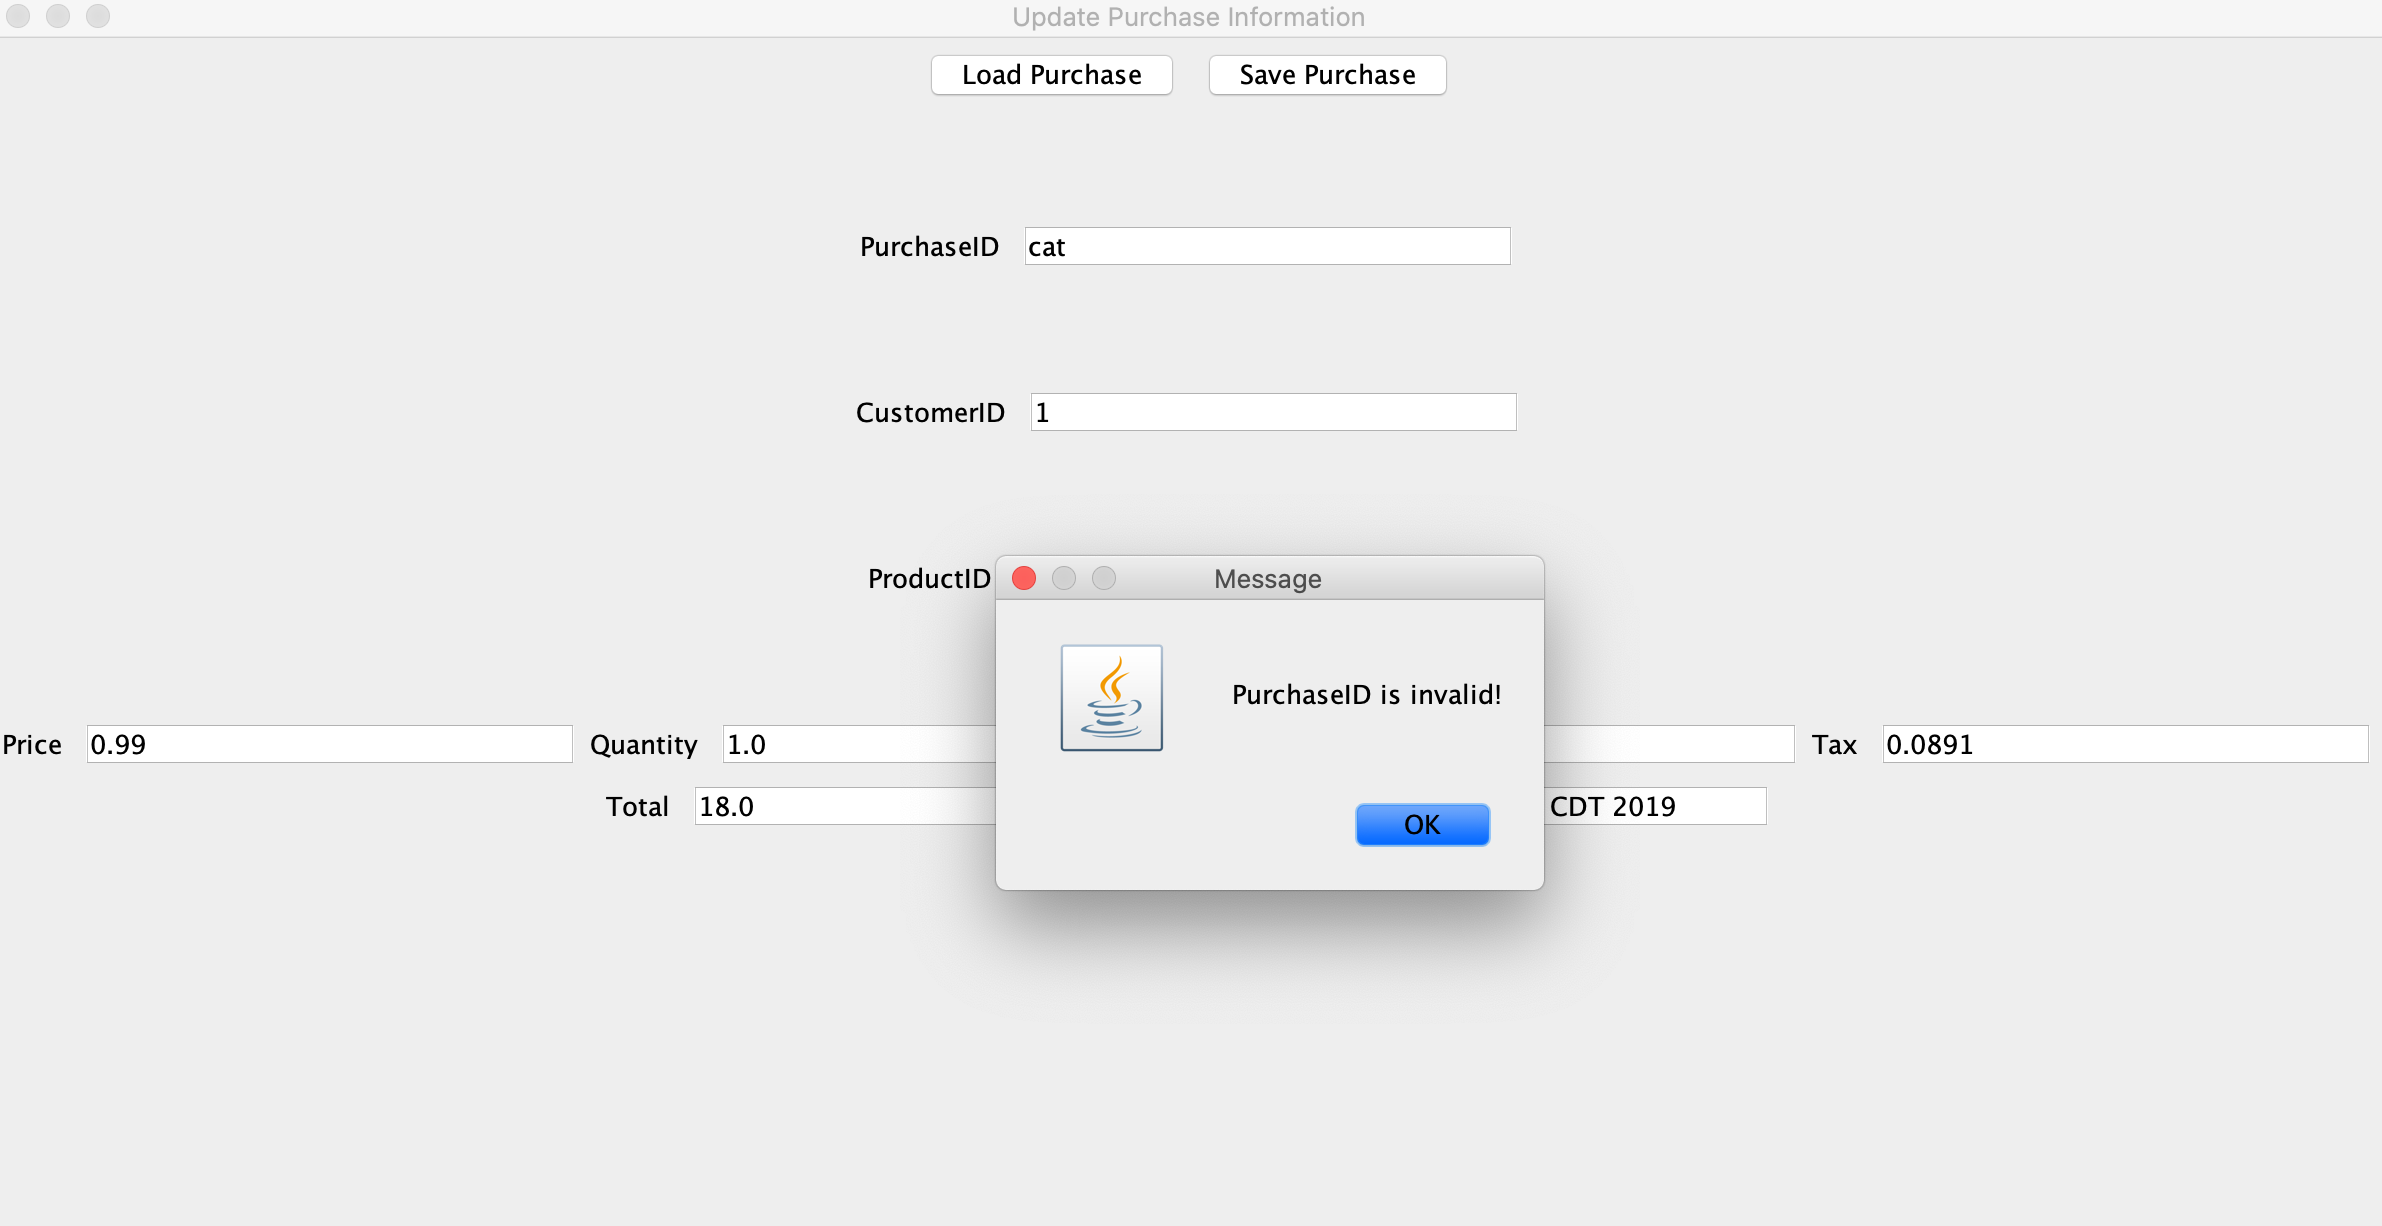 Update Purchase Information
Load Purchase Save Purchase
PurchaseID cat
CustomerID 1
ProductID
Message
PurchaseID is invalid!
Price 0.99 Quantity 1.0 Tax 0.0891
Total 18.0 CDT 2019
OK